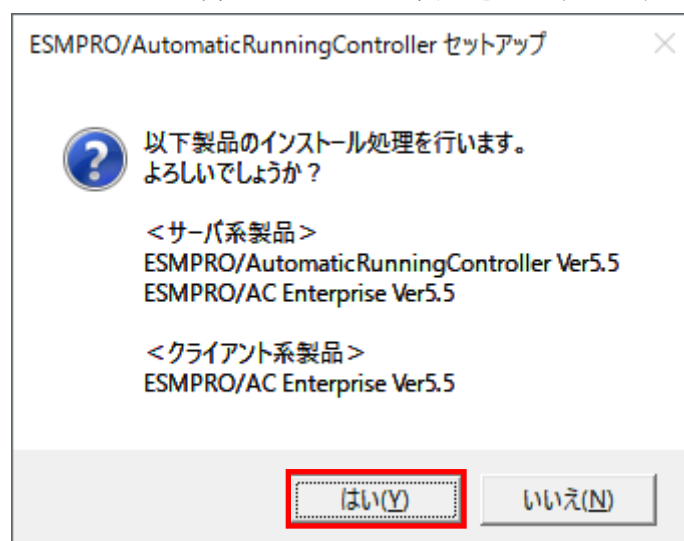 ESMPRO/AutomaticRunningController セットアップ
以下製品のインストール処理を行います。
よろしいでしょうか？
＜サーバ系製品＞
ESMPRO/AutomaticRunningController Ver5.5
ESMPRO/AC Enterprise Ver5.5
＜クライアント系製品＞
ESMPRO/AC Enterprise Ver5.5
はい(Y)
いいえ(N)